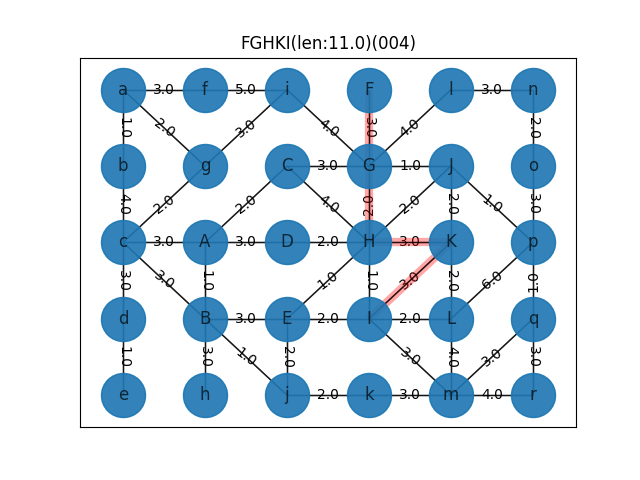 FGHKI(len:11.0)(004)
a 3.0 f 5.0 i F l 3.0 n
1.0 2.0 3.0 4.0 3.0 4.0 2.0
b g C 3.0 G 1.0 J o
4.0 2.0 2.0 4.0 2.0 2.0 2.0 1.0 3.0
c 3.0 A D 2.0 H 3.0 K p
3.0 3.0 1.0 1.0 1.0 3.0 2.0 6.0 1.0
d B 3.0 E 2.0 I 2.0 L q
1.0 3.0 1.0 2.0 3.0 4.0 3.0 3.0
e h j 2.0 k 3.0 m 4.0 r